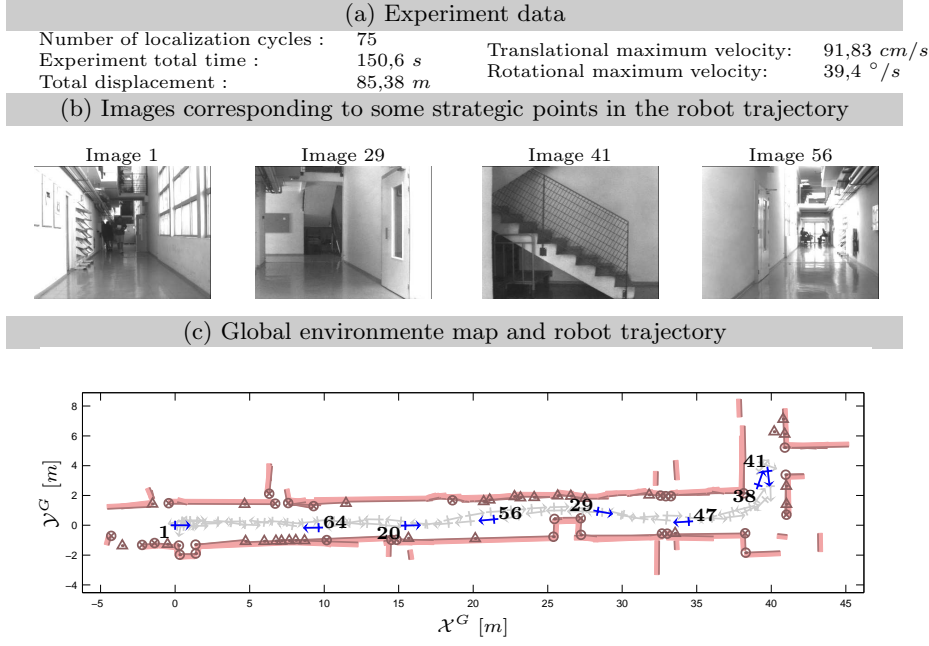 (a) Experiment data
Number of localization cycles : 75
Experiment total time : 150,6 s
Total displacement : 85,38 m
Translational maximum velocity: 91,83 cm/s
Rotational maximum velocity: 39,4 °/s
(b) Images corresponding to some strategic points in the robot trajectory
Image 1 Image 29 Image 41 Image 56
(c) Global environmente map and robot trajectory
8
6
4
2
0
−2
−4
𝒴^G [m]
41
38
29
56
47
64
20
1
−5 0 5 10 15 20 25 30 35 40 45
𝒳^G [m]